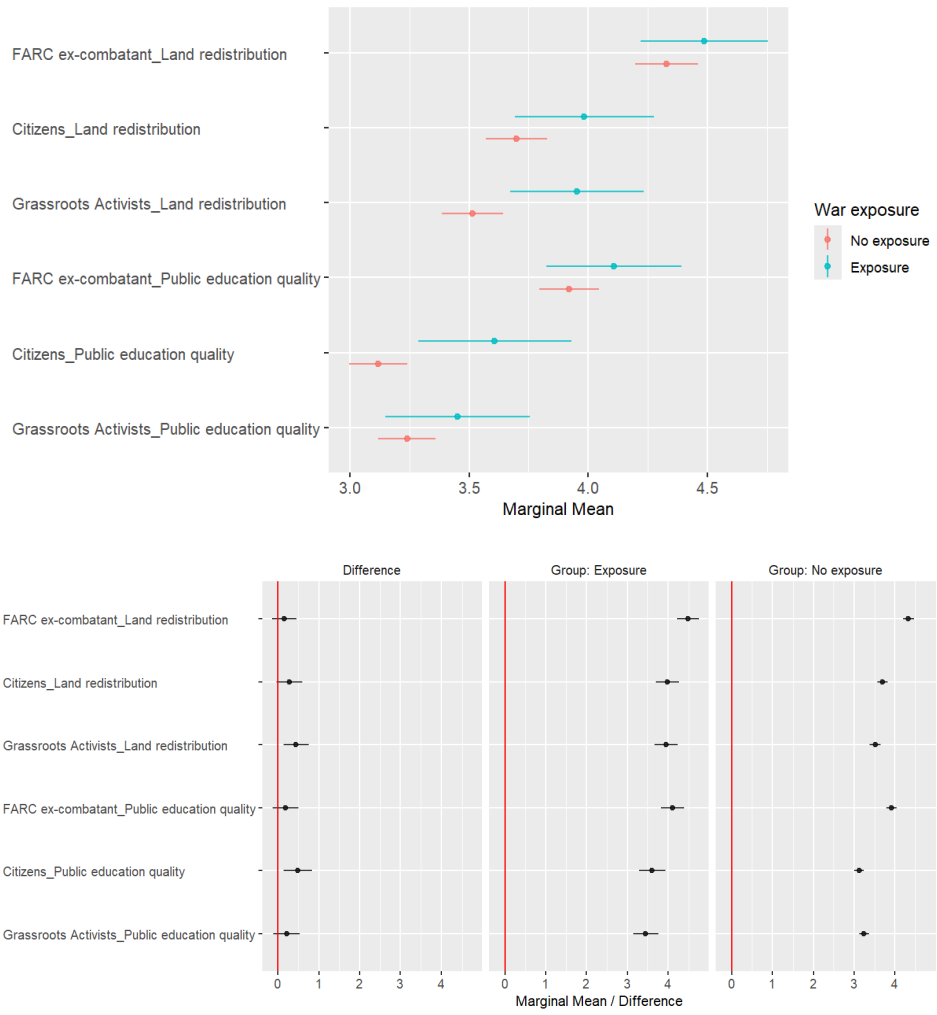 FARC ex-combatant_Land redistribution
Citizens_Land redistribution
Grassroots Activists_Land redistribution
FARC ex-combatant_Public education quality
Citizens_Public education quality
Grassroots Activists_Public education quality
3.0 3.5 4.0 4.5
Marginal Mean
War exposure
No exposure
Exposure
Difference Group: Exposure Group: No exposure
FARC ex-combatant_Land redistribution
Citizens_Land redistribution
Grassroots Activists_Land redistribution
FARC ex-combatant_Public education quality
Citizens_Public education quality
Grassroots Activists_Public education quality
0 1 2 3 4 0 1 2 3 4 0 1 2 3 4
Marginal Mean / Difference